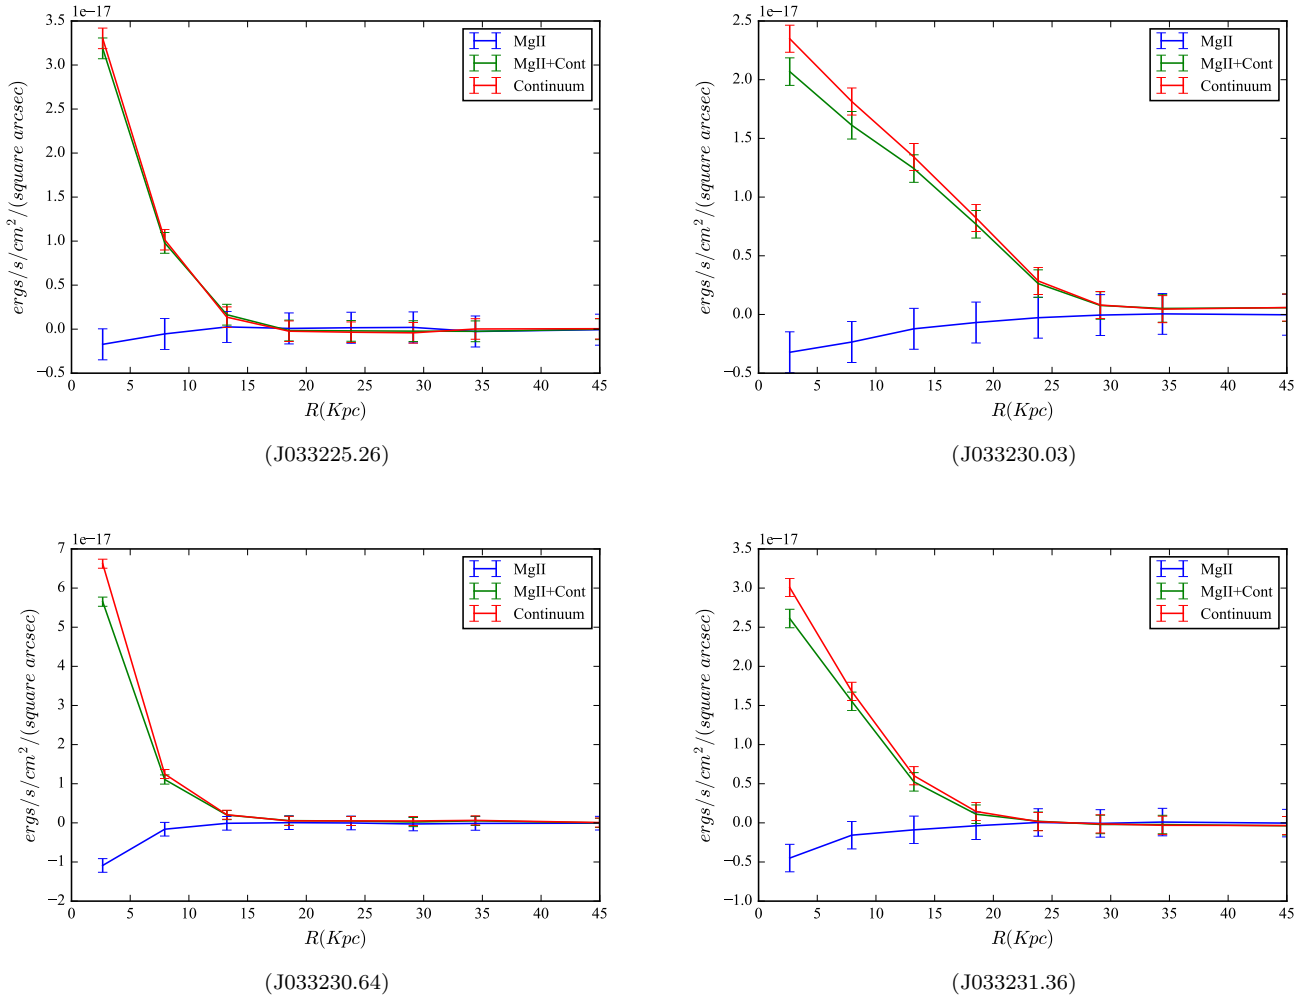 1e−17
3.5
3.0
2.5
2.0
1.5
1.0
0.5
0.0
−0.5
ergs/s/cm²/(square arcsec)
MgII
MgII+Cont
Continuum
0 5 10 15 20 25 30 35 40 45
R(Kpc)
(J033225.26)
1e−17
2.5
2.0
1.5
1.0
0.5
0.0
−0.5
ergs/s/cm²/(square arcsec)
MgII
MgII+Cont
Continuum
0 5 10 15 20 25 30 35 40 45
R(Kpc)
(J033230.03)
1e−17
7
6
5
4
3
2
1
0
−1
−2
ergs/s/cm²/(square arcsec)
MgII
MgII+Cont
Continuum
0 5 10 15 20 25 30 35 40 45
R(Kpc)
(J033230.64)
1e−17
3.5
3.0
2.5
2.0
1.5
1.0
0.5
0.0
−0.5
−1.0
ergs/s/cm²/(square arcsec)
MgII
MgII+Cont
Continuum
0 5 10 15 20 25 30 35 40 45
R(Kpc)
(J033231.36)